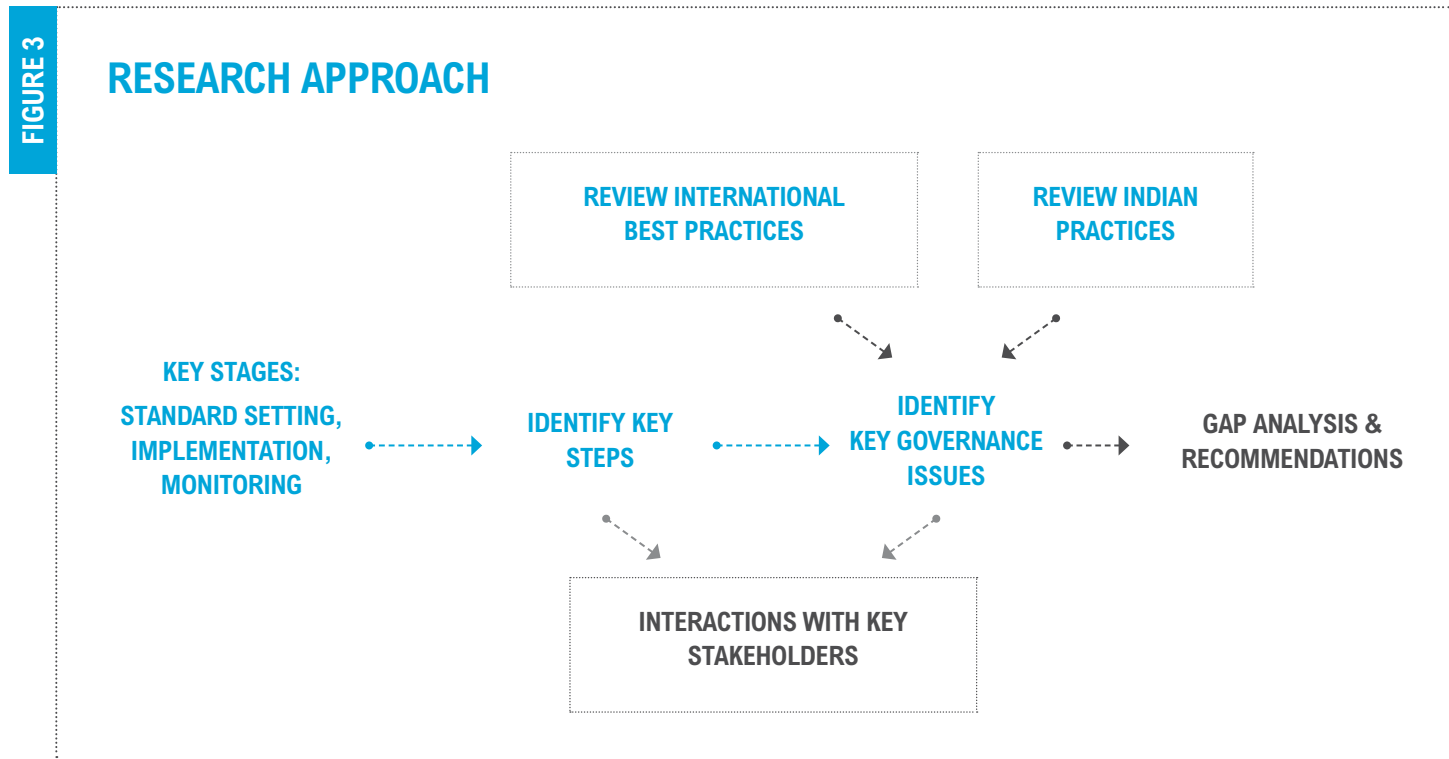 FIGURE 3
RESEARCH APPROACH
REVIEW INTERNATIONAL
BEST PRACTICES
REVIEW INDIAN
PRACTICES
KEY STAGES:
STANDARD SETTING,
IMPLEMENTATION,
MONITORING
IDENTIFY KEY
STEPS
IDENTIFY
KEY GOVERNANCE
ISSUES
GAP ANALYSIS &
RECOMMENDATIONS
INTERACTIONS WITH KEY
STAKEHOLDERS